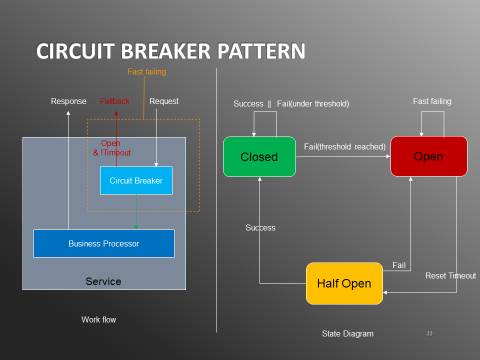 CIRCUIT BREAKER PATTERN
Fast failing
Response
Fallback
Request
Open
& !Timeout
Circuit Breaker
Business Processor
Service
Work flow
Success || Fail(under threshold)
Fast failing
Closed
Fail(threshold reached)
Open
Success
Fail
Reset Timeout
Half Open
State Diagram